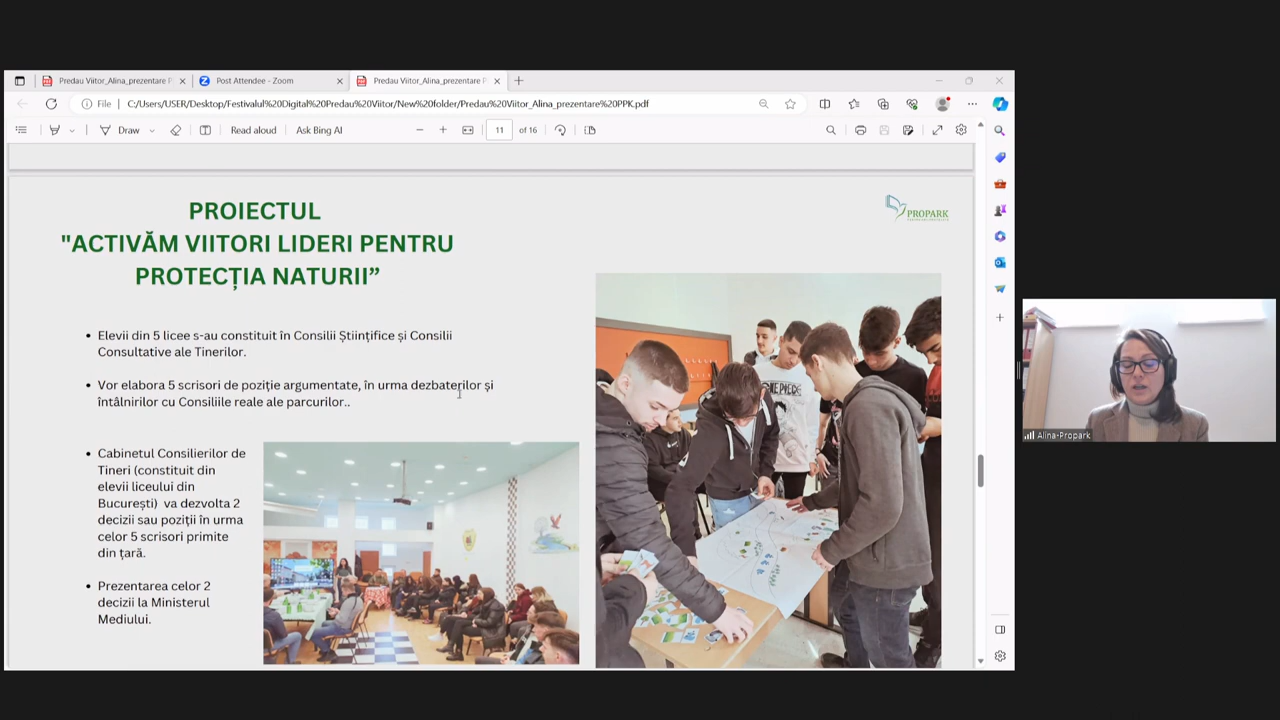 Predau Viitor_Alina_prezentare P
Post Attendee - Zoom
Predau Viitor_Alina_prezentare P
File
C:/Users/USER/Desktop/Festivalul%20Digital%20Predau%20Viitor/New%20folder/Predau%20Viitor_Alina_prezentare%20PPK.pdf
Draw
Read aloud
Ask Bing AI
11
of 16
PROIECTUL
"ACTIVĂM VIITORI LIDERI PENTRU
PROTECȚIA NATURII”
PROPARK
• Elevii din 5 licee s-au constituit în Consilii Științifice și Consilii
Consultative ale Tinerilor.
• Vor elabora 5 scrisori de poziție argumentate, în urma dezbaterilor și
întâlnirilor cu Consiliile reale ale parcurilor..
• Cabinetul Consilierilor de
Tineri (constituit din
elevii liceului din
București) va dezvolta 2
decizii sau poziții în urma
celor 5 scrisori primite
din țară.
• Prezentarea celor 2
decizii la Ministerul
Mediului.
ONE PIECE
Alina-Propark